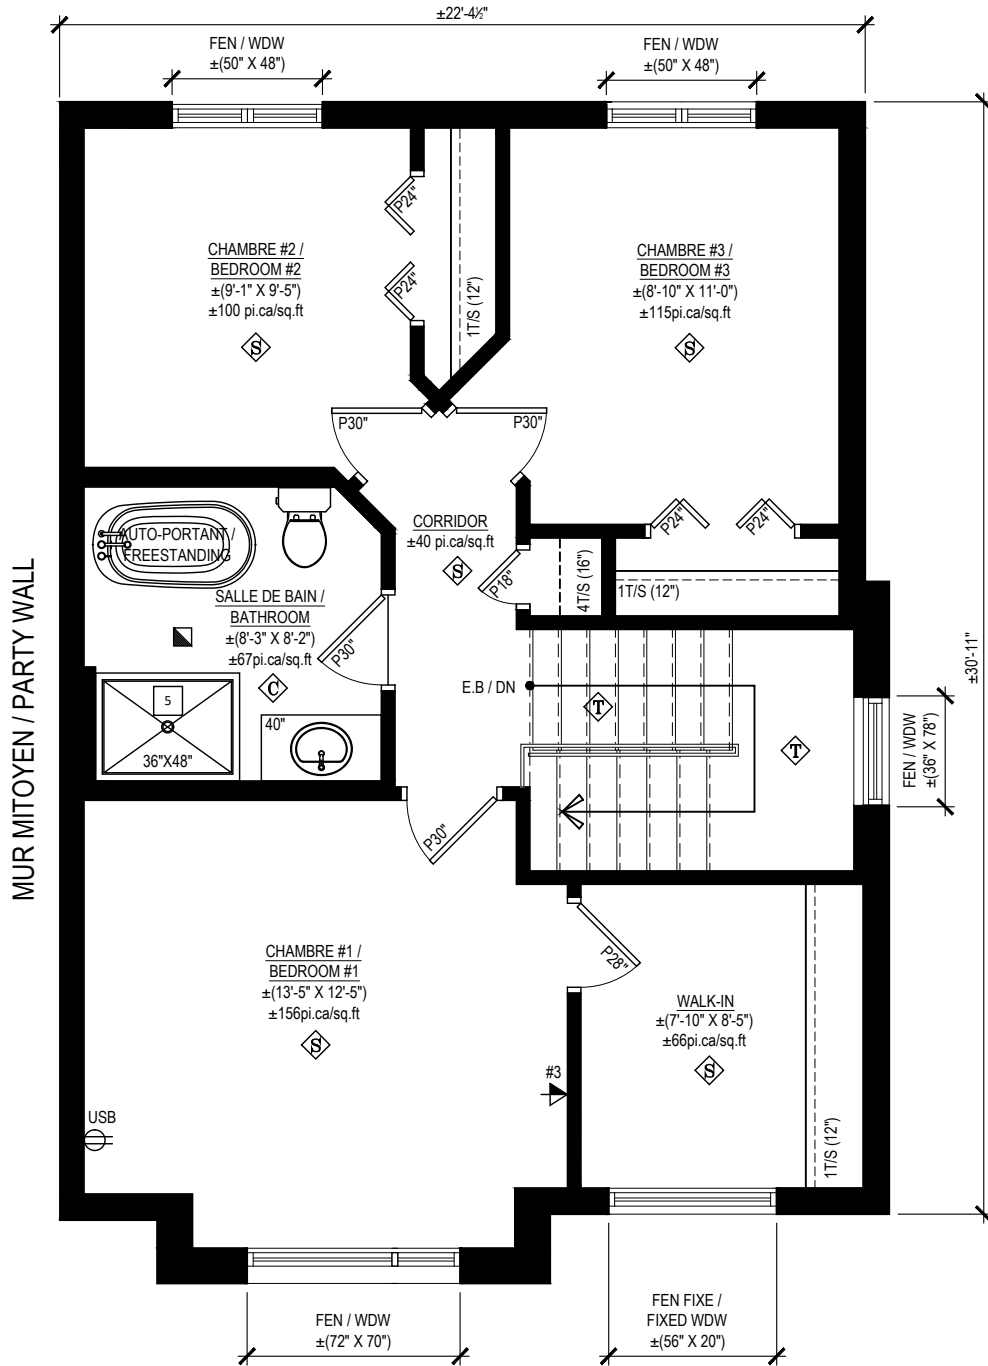 ±22'-4½"
FEN / WDW
±(50" X 48")
FEN / WDW
±(50" X 48")
P24"
P24"
1T/S (12")
CHAMBRE #2 /
BEDROOM #2
±(9'-1" X 9'-5")
±100 pi.ca/sq.ft
S
CHAMBRE #3 /
BEDROOM #3
±(8'-10" X 11'-0")
±115pi.ca/sq.ft
S
P30"
P30"
CORRIDOR
±40 pi.ca/sq.ft
S
P24"
P24"
P18"
4T/S (16")
1T/S (12")
AUTO-PORTANT /
FREESTANDING
SALLE DE BAIN /
BATHROOM
±(8'-3" X 8'-2")
±67pi.ca/sq.ft
C
P30"
5
36"X48"
40"
MUR MITOYEN / PARTY WALL
±30'-11"
E.B / DN
T
T
FEN / WDW
±(36" X 78")
P30"
CHAMBRE #1 /
BEDROOM #1
±(13'-5" X 12'-5")
±156pi.ca/sq.ft
S
P28"
WALK-IN
±(7'-10" X 8'-5")
±66pi.ca/sq.ft
S
#3
USB
1T/S (12")
FEN / WDW
±(72" X 70")
FEN FIXE /
FIXED WDW
±(56" X 20")